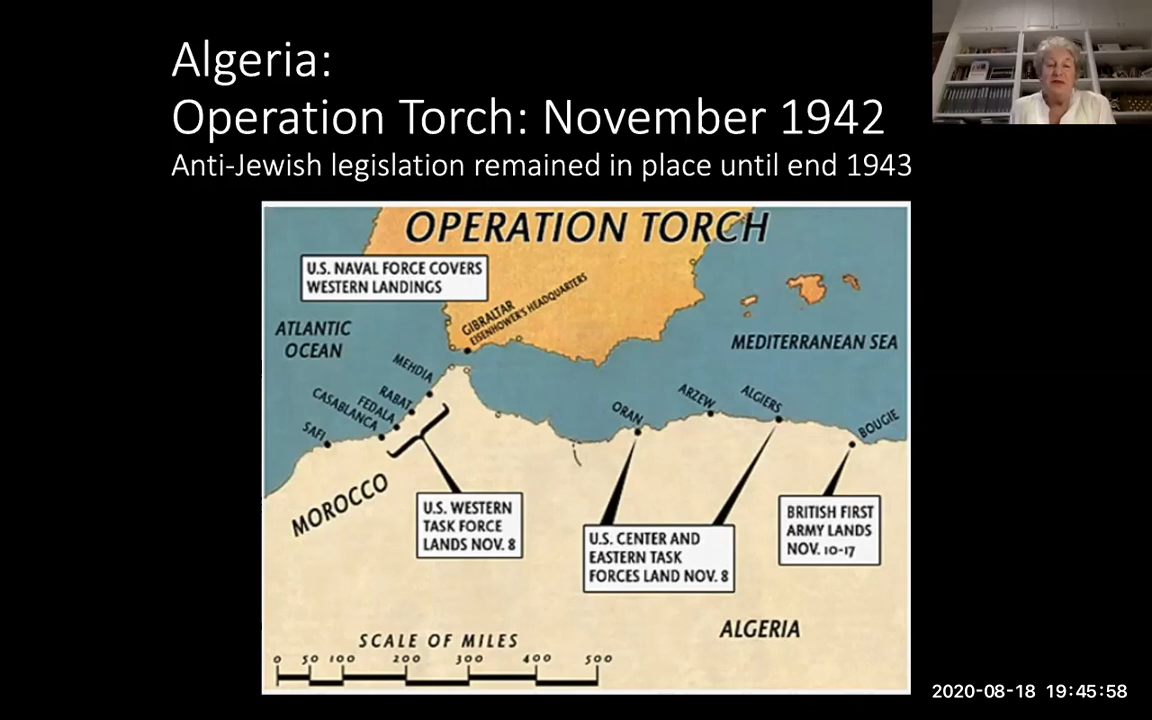 Algeria:
Operation Torch: November 1942
Anti-Jewish legislation remained in place until end 1943
OPERATION TORCH
U.S. NAVAL FORCE COVERS
WESTERN LANDINGS
GIBRALTAR
EISENHOWER'S HEADQUARTERS
ATLANTIC
OCEAN
MEDITERRANEAN SEA
MEHDIA
RABAT
FEDALA
CASABLANCA
SAFI
ORAN
ARZEW
ALGIERS
BOUGIE
MOROCCO
U.S. WESTERN
TASK FORCE
LANDS NOV. 8
U.S. CENTER AND
EASTERN TASK
FORCES LAND NOV. 8
BRITISH FIRST
ARMY LANDS
NOV. 10-17
ALGERIA
SCALE OF MILES
0 50 100 200 300 400 500
2020-08-18 19:45:58